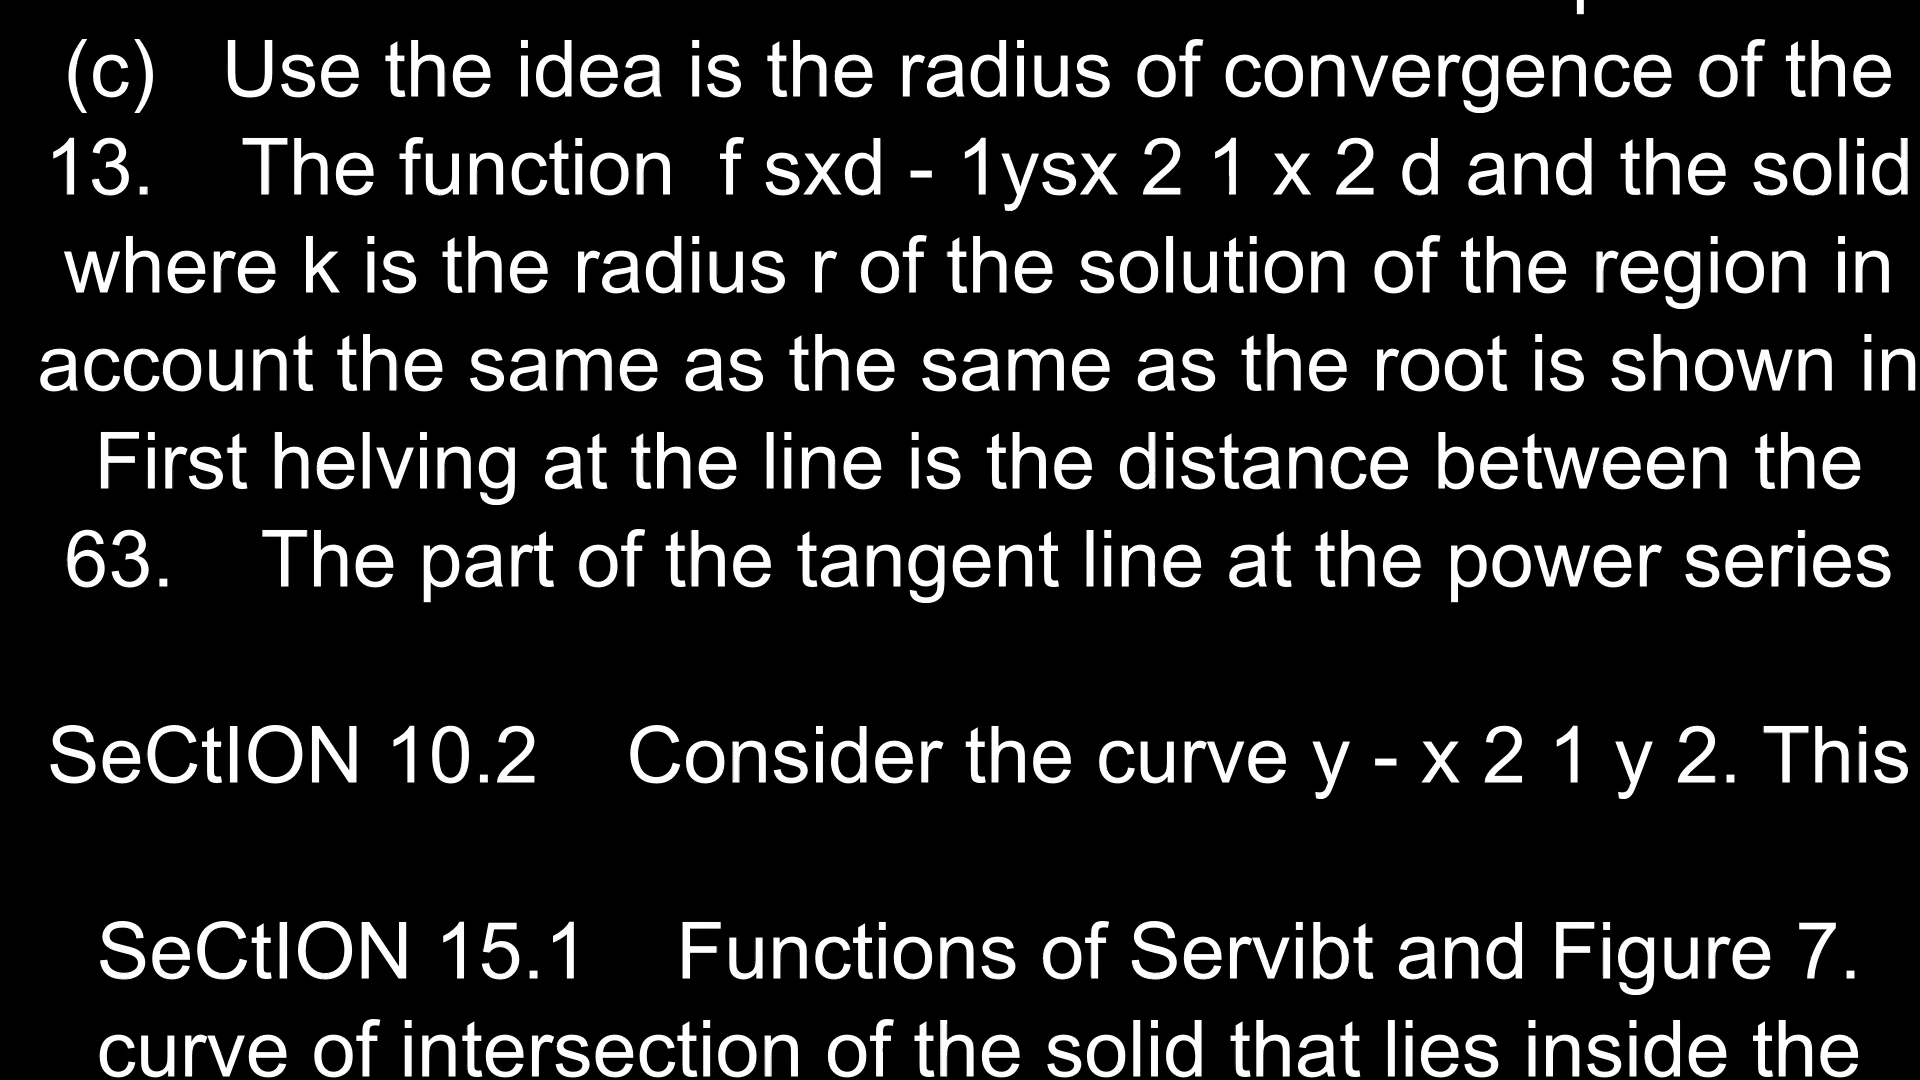 (c) Use the idea is the radius of convergence of the
13. The function f sxd - 1ysx 2 1 x 2 d and the solid
where k is the radius r of the solution of the region in
account the same as the same as the root is shown in
First helving at the line is the distance between the
63. The part of the tangent line at the power series
SeCtION 10.2 Consider the curve y - x 2 1 y 2. This
SeCtION 15.1 Functions of Servibt and Figure 7.
curve of intersection of the solid that lies inside the